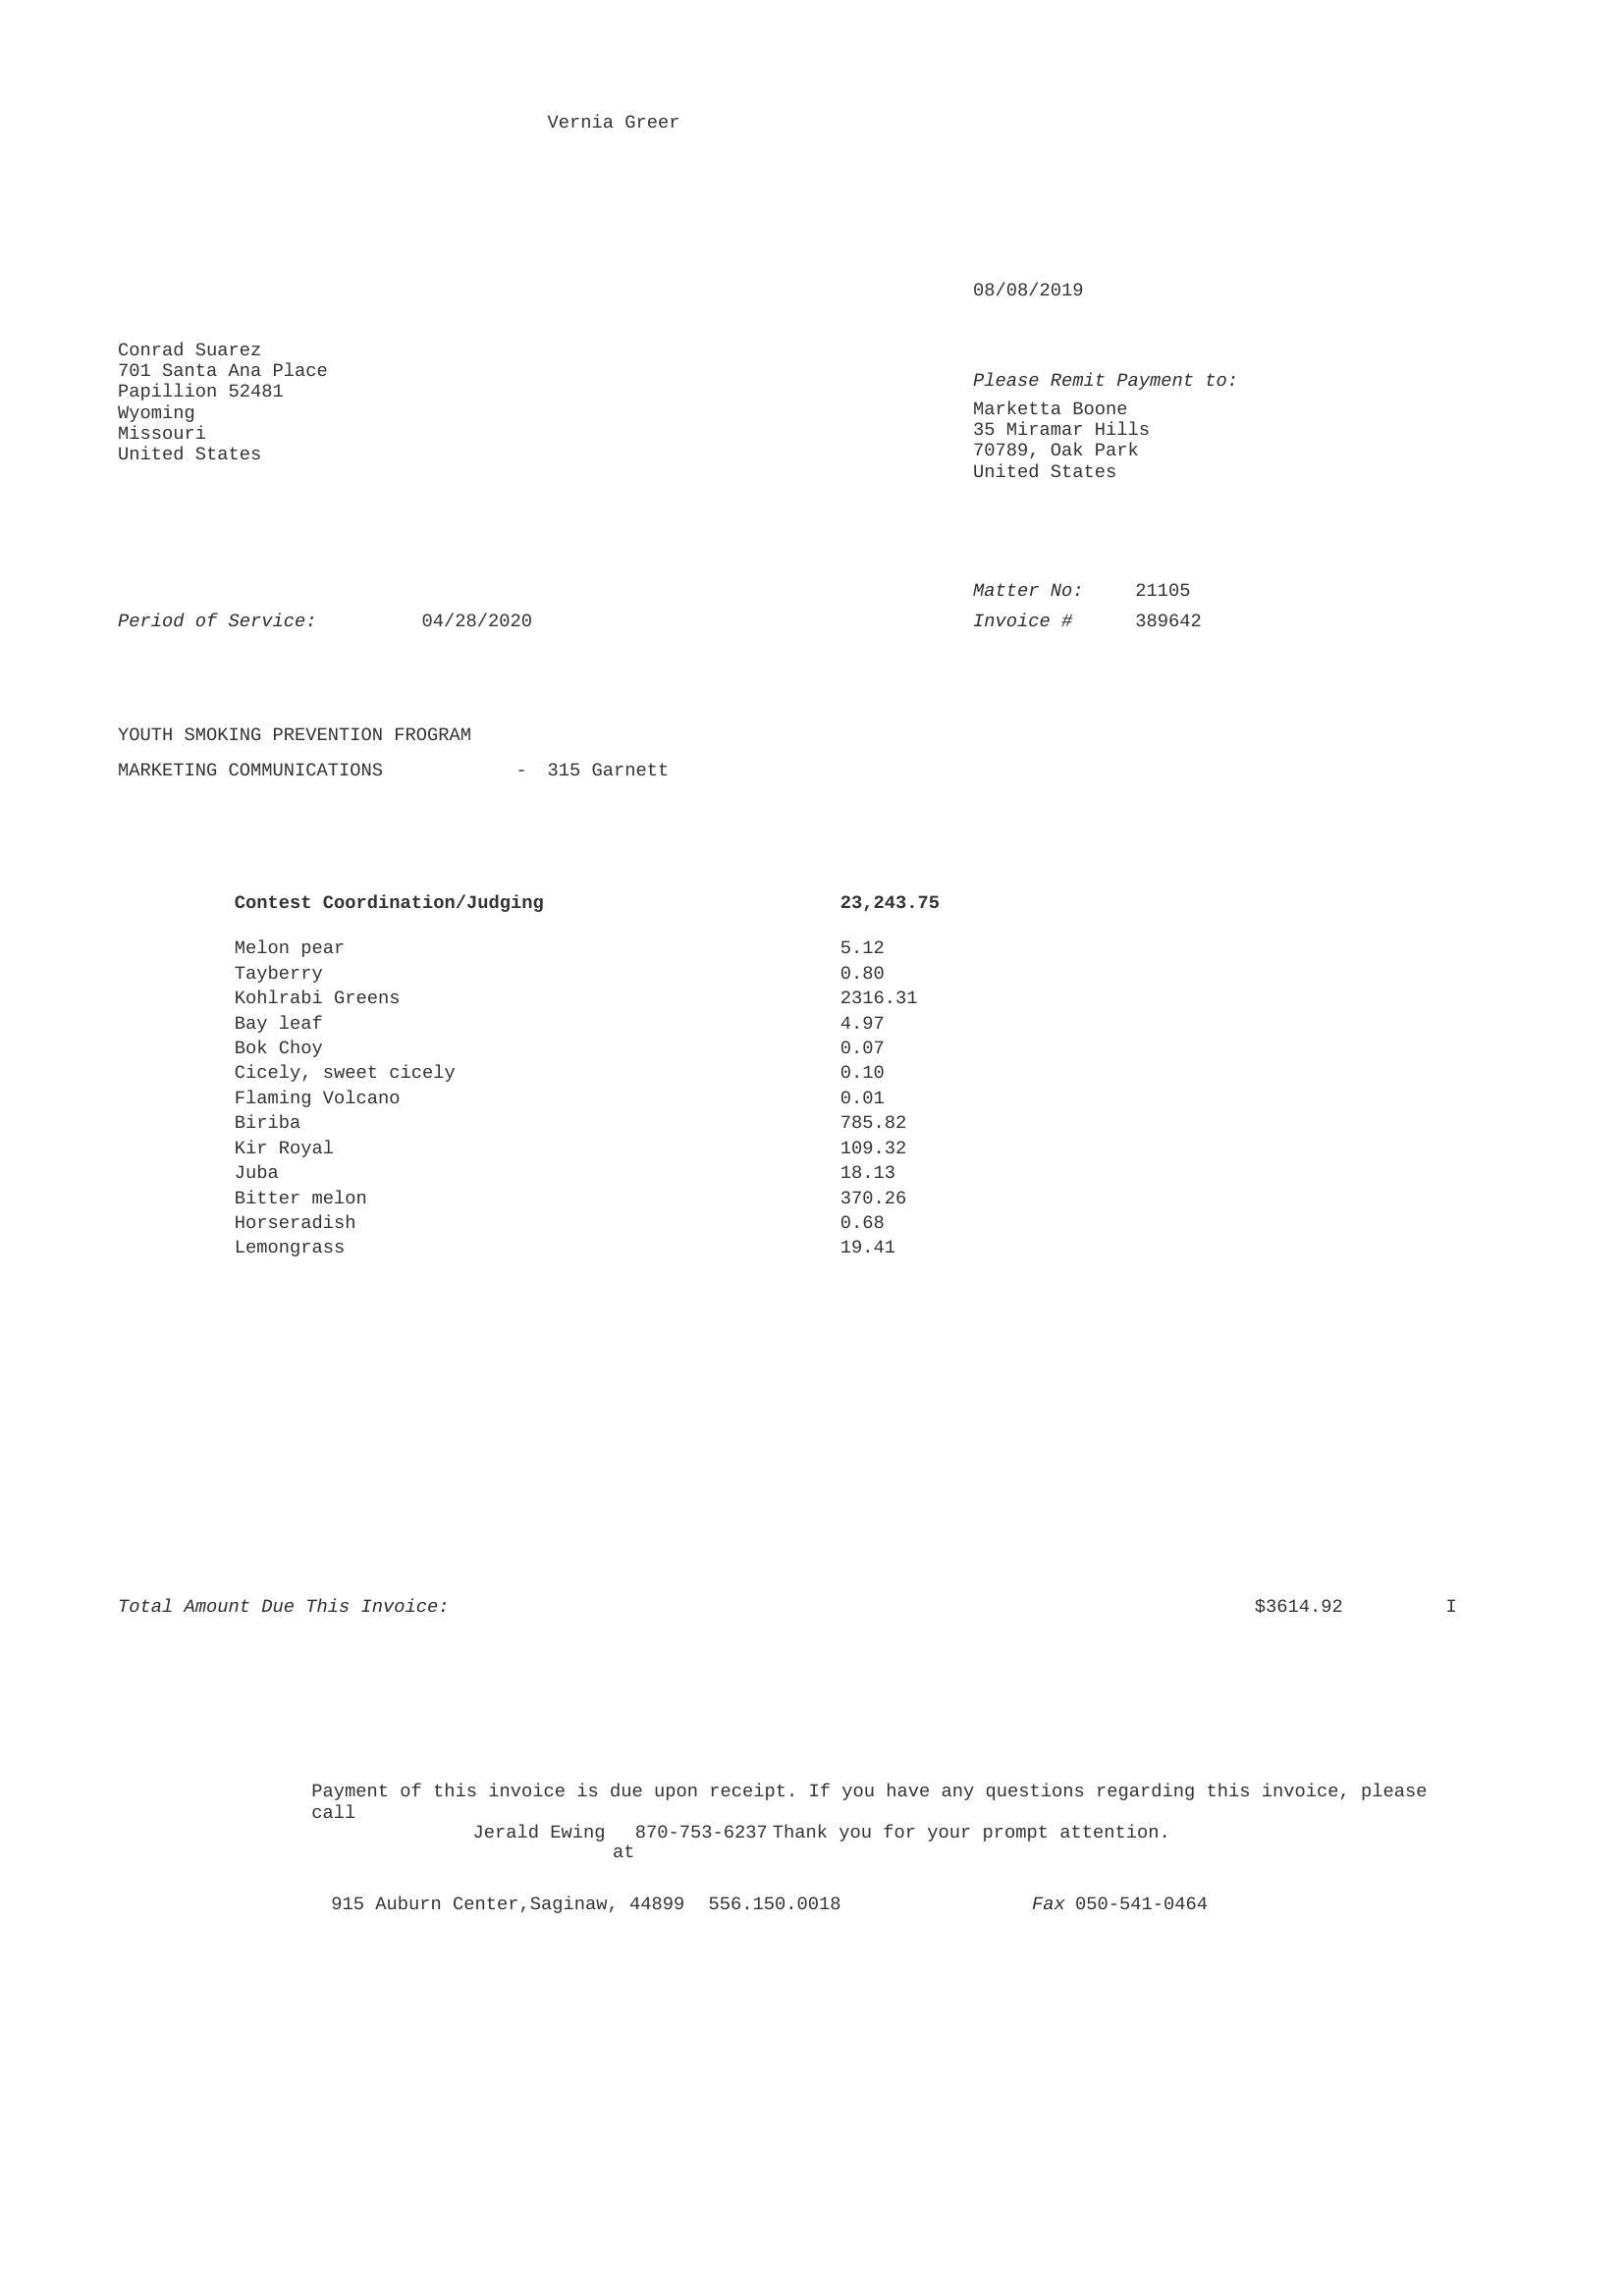 Vernia Greer
08/08/2019
Conrad Suarez
701 Santa Ana Place
Papillion 52481
Wyoming
Missouri
United States
Please Remit Payment to:
Marketta Boone
35 Miramar Hills
70789, Oak Park
United States
Matter No: 21105
Period of Service: 04/28/2020 Invoice # 389642
YOUTH SMOKING PREVENTION FROGRAM
MARKETING COMMUNICATIONS - 315 Garnett
Contest Coordination/Judging 23,243.75
Melon pear 5.12
Tayberry 0.80
Kohlrabi Greens 2316.31
Bay leaf 4.97
Bok Choy 0.07
Cicely, sweet cicely 0.10
Flaming Volcano 0.01
Biriba 785.82
Kir Royal 109.32
Juba 18.13
Bitter melon 370.26
Horseradish 0.68
Lemongrass 19.41
Total Amount Due This Invoice: $3614.92 I
Payment of this invoice is due upon receipt. If you have any questions regarding this invoice, please
call
Jerald Ewing at 870-753-6237 Thank you for your prompt attention.
915 Auburn Center,Saginaw, 44899 556.150.0018 Fax 050-541-0464